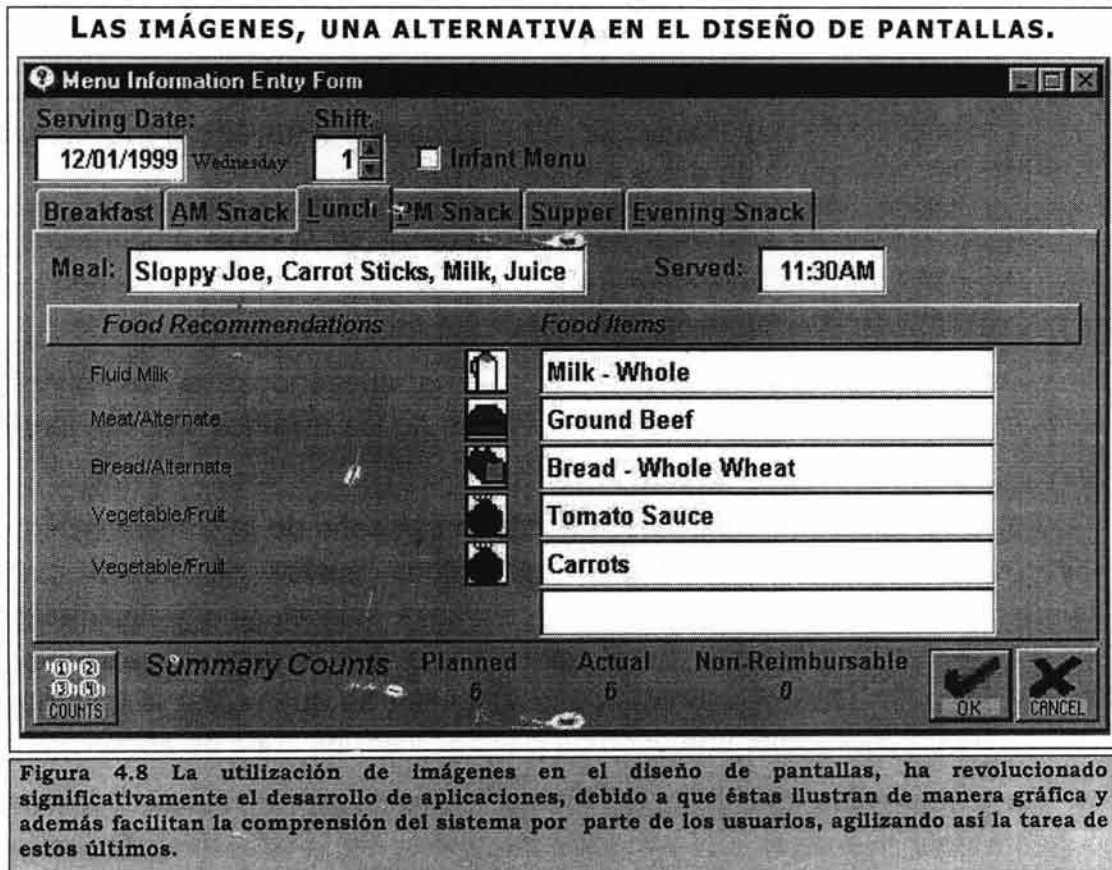 LAS IMÁGENES, UNA ALTERNATIVA EN EL DISEÑO DE PANTALLAS.
Menu Information Entry Form
Serving Date: Shift:
12/01/1999 Wednesday 1 Infant Menu
Breakfast AM Snack Lunch PM Snack Supper Evening Snack
Meal: Sloppy Joe, Carrot Sticks, Milk, Juice Served: 11:30AM
Food Recommendations Food Items
Fluid Milk Milk - Whole
Meat/Alternate Ground Beef
Bread/Alternate Bread - Whole Wheat
Vegetable/Fruit Tomato Sauce
Vegetable/Fruit Carrots
1 2
3 4
COUNTS
Summary Counts Planned Actual Non-Reimbursable
0 0 0
OK CANCEL
Figura 4.8 La utilización de imágenes en el diseño de pantallas, ha revolucionado
significativamente el desarrollo de aplicaciones, debido a que éstas ilustran de manera gráfica y
además facilitan la comprensión del sistema por parte de los usuarios, agilizando así la tarea de
estos últimos.